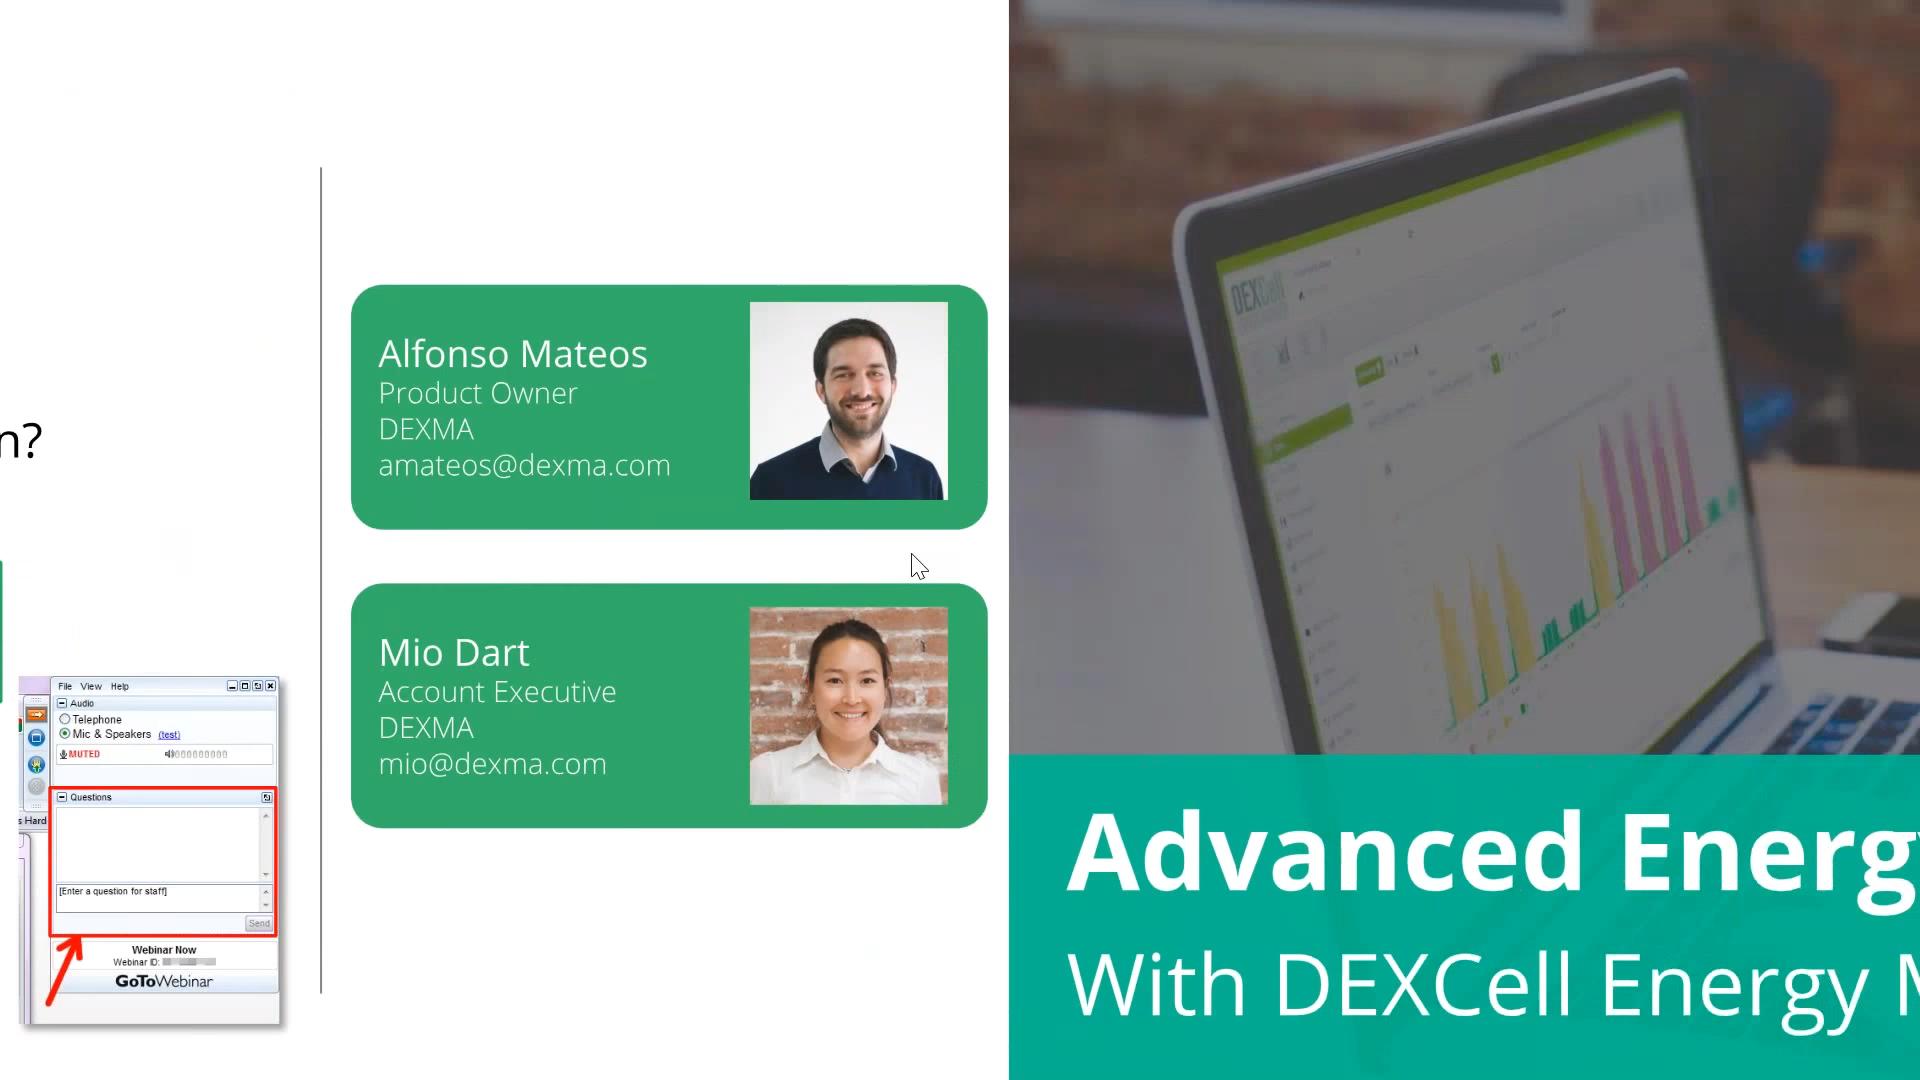 n?
Alfonso Mateos
Product Owner
DEXMA
amateos@dexma.com
Mio Dart
Account Executive
DEXMA
mio@dexma.com
File View Help
Audio
Telephone
Mic & Speakers (test)
MUTED
Questions
s Hard
[Enter a question for staff]
Send
Webinar Now
Webinar ID:
GoToWebinar
DEXCell
Advanced Energy
With DEXCell Energy M